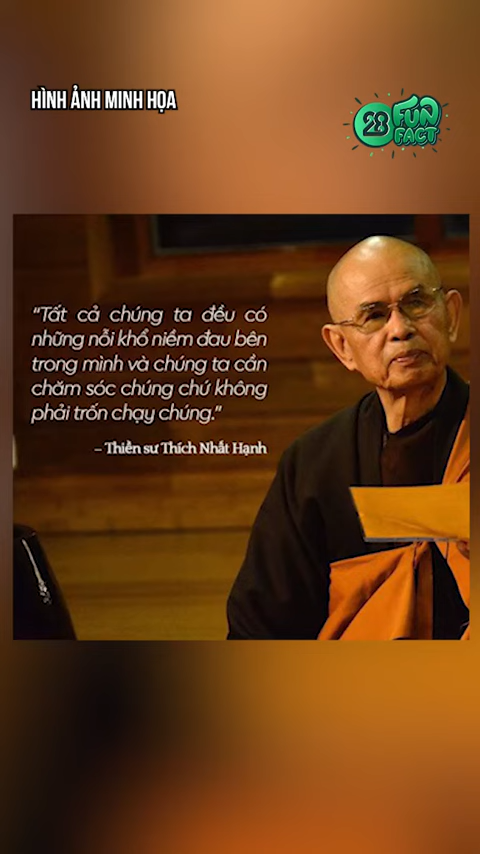 HÌNH ẢNH MINH HỌA
28 FUN
FACT
“Tất cả chúng ta đều có
những nỗi khổ niềm đau bên
trong mình và chúng ta cần
chăm sóc chúng chứ không
phải trốn chạy chúng.”
– Thiền sư Thích Nhất Hạnh